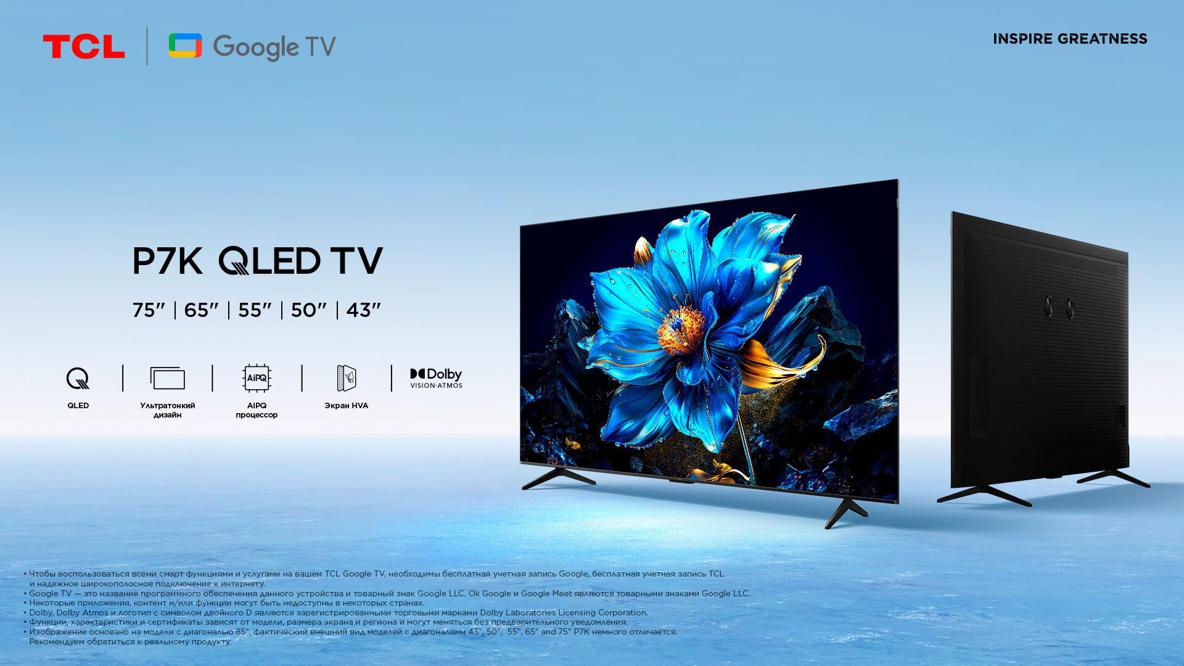 TCL | Google TV
INSPIRE GREATNESS
P7K QLED TV
75″ | 65″ | 55″ | 50″ | 43″
QLED
Ультратонкий
дизайн
AiPQ
AiPQ
процессор
Экран HVA
Dolby
VISION·ATMOS
• Чтобы воспользоваться всеми смарт функциями и услугами на вашем TCL Google TV, необходимы бесплатная учетная запись Google, бесплатная учетная запись TCL
и надежное широкополосное подключение к интернету.
• Google TV — это название программного обеспечения данного устройства и товарный знак Google LLC. Ok Google и Google Meet являются товарными знаками Google LLC.
• Некоторые приложения, контент и/или функции могут быть недоступны в некоторых странах.
• Dolby, Dolby Atmos и логотип с символом двойного D являются зарегистрированными торговыми марками Dolby Laboratories Licensing Corporation.
• Функции, характеристики и сертификаты зависят от модели, размера экрана и региона и могут меняться без предварительного уведомления.
• Изображение основано на модели с диагональю 85", фактический внешний вид моделей с диагоналями 43", 50", 55", 65" and 75" P7K немного отличается.
Рекомендуем обратиться к реальному продукту.